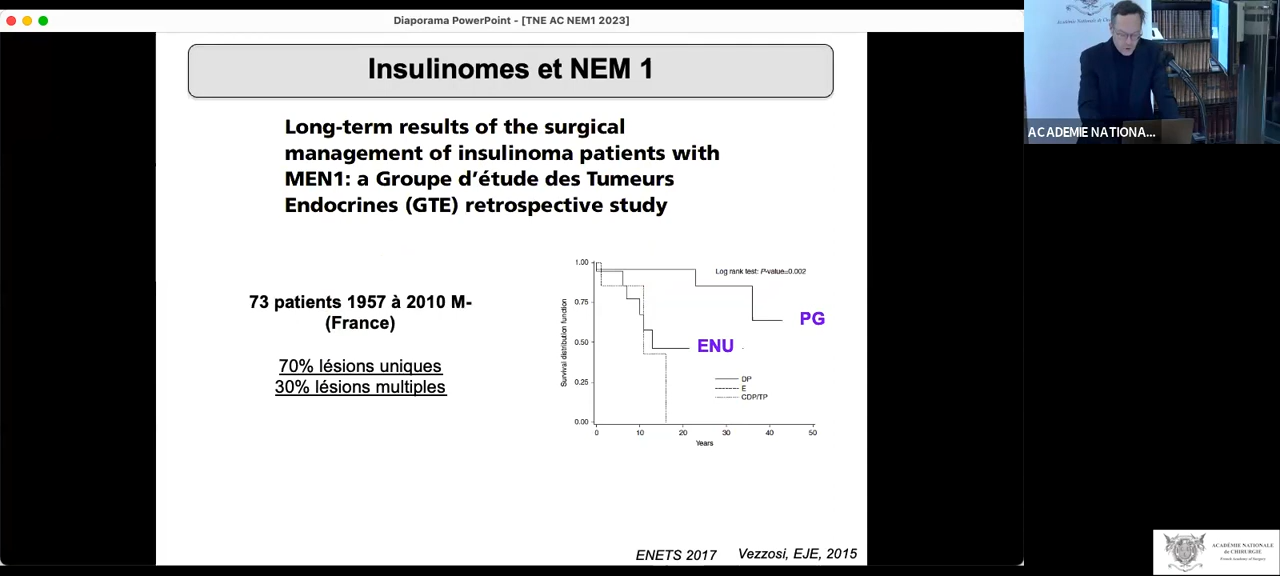 Diaporama PowerPoint - [TNE AC NEM1 2023]
Insulinomes et NEM 1
Long-term results of the surgical
management of insulinoma patients with
MEN1: a Groupe d'étude des Tumeurs
Endocrines (GTE) retrospective study
73 patients 1957 à 2010 M-
(France)
70% lésions uniques
30% lésions multiples
Survival distribution function
1.00
0.75
0.50
0.25
0.00
0
10
20
30
40
50
Years
Log rank test: P-value=0.002
PG
ENU
DP
E
CDP/TP
ENETS 2017
Vezzosi, EJE, 2015
ACADEMIE NATIONA...
ACADÉMIE NATIONALE
de CHIRURGIE
French Academy of Surgery